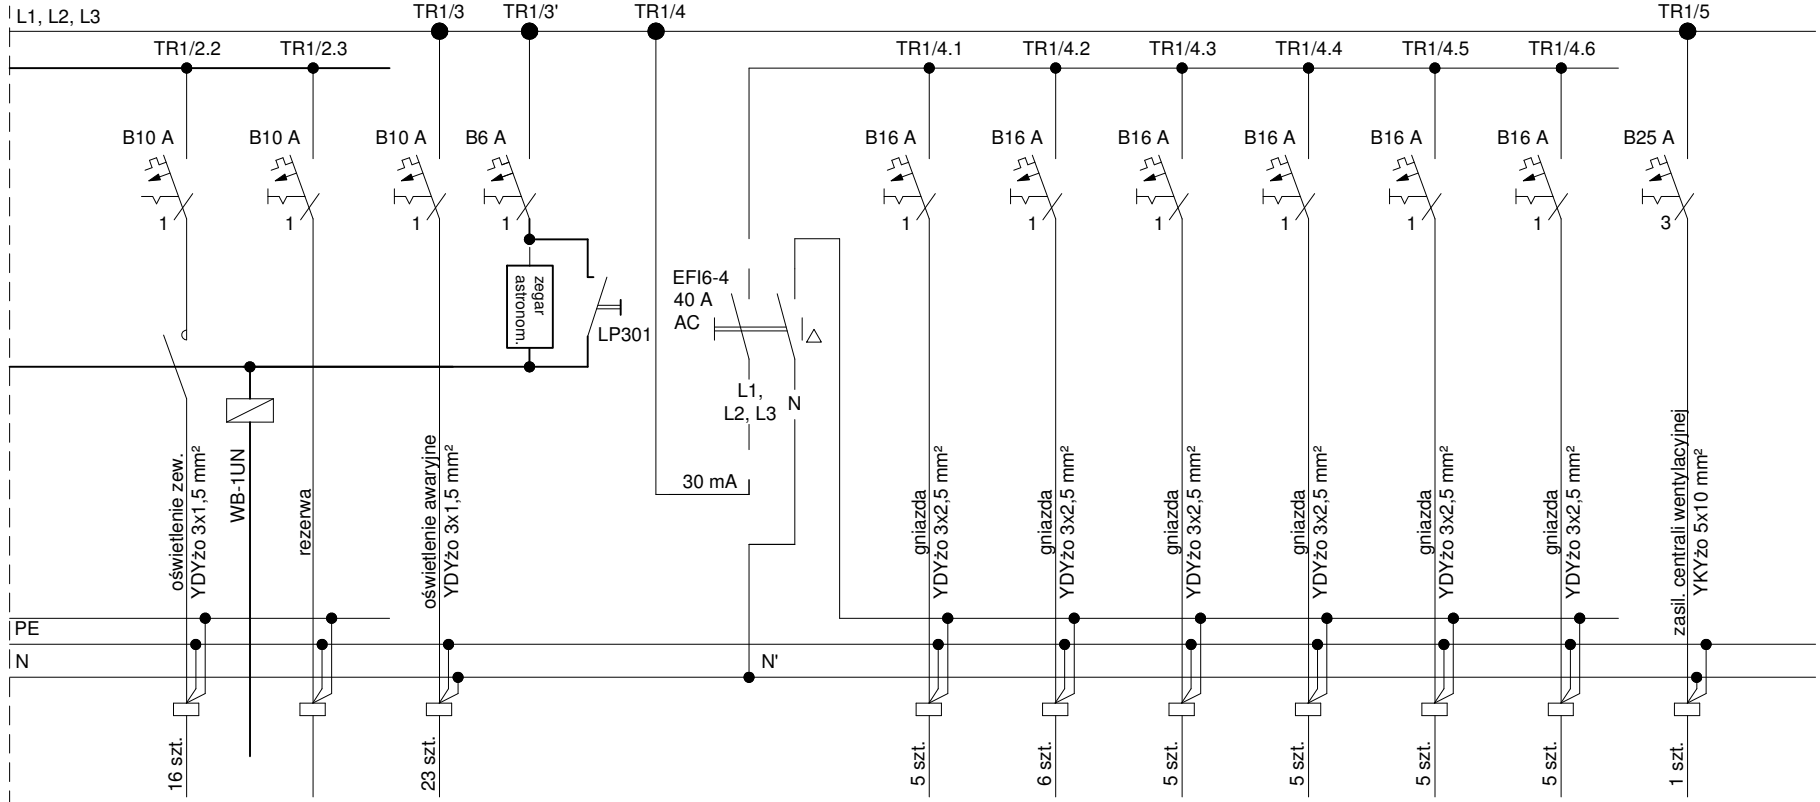 L1, L2, L3
TR1/3
TR1/3'
TR1/4
TR1/5
TR1/2.2
TR1/2.3
TR1/4.1
TR1/4.2
TR1/4.3
TR1/4.4
TR1/4.5
TR1/4.6
B10 A
B10 A
B10 A
B6 A
B16 A
B16 A
B16 A
B16 A
B16 A
B16 A
B25 A
1
1
1
1
1
1
1
1
1
1
3
zegar
astronom.
LP301
EFI6-4
40 A
AC
L1,
L2, L3
N
30 mA
oświetlenie zew.
YDYżo 3x1,5 mm²
WB-1UN
rezerwa
oświetlenie awaryjne
YDYżo 3x1,5 mm²
gniazda
YDYżo 3x2,5 mm²
gniazda
YDYżo 3x2,5 mm²
gniazda
YDYżo 3x2,5 mm²
gniazda
YDYżo 3x2,5 mm²
gniazda
YDYżo 3x2,5 mm²
gniazda
YDYżo 3x2,5 mm²
zasil. centrali wentylacyjnej
YKYżo 5x10 mm²
PE
N
N'
16 szt.
23 szt.
5 szt.
6 szt.
5 szt.
5 szt.
5 szt.
5 szt.
1 szt.